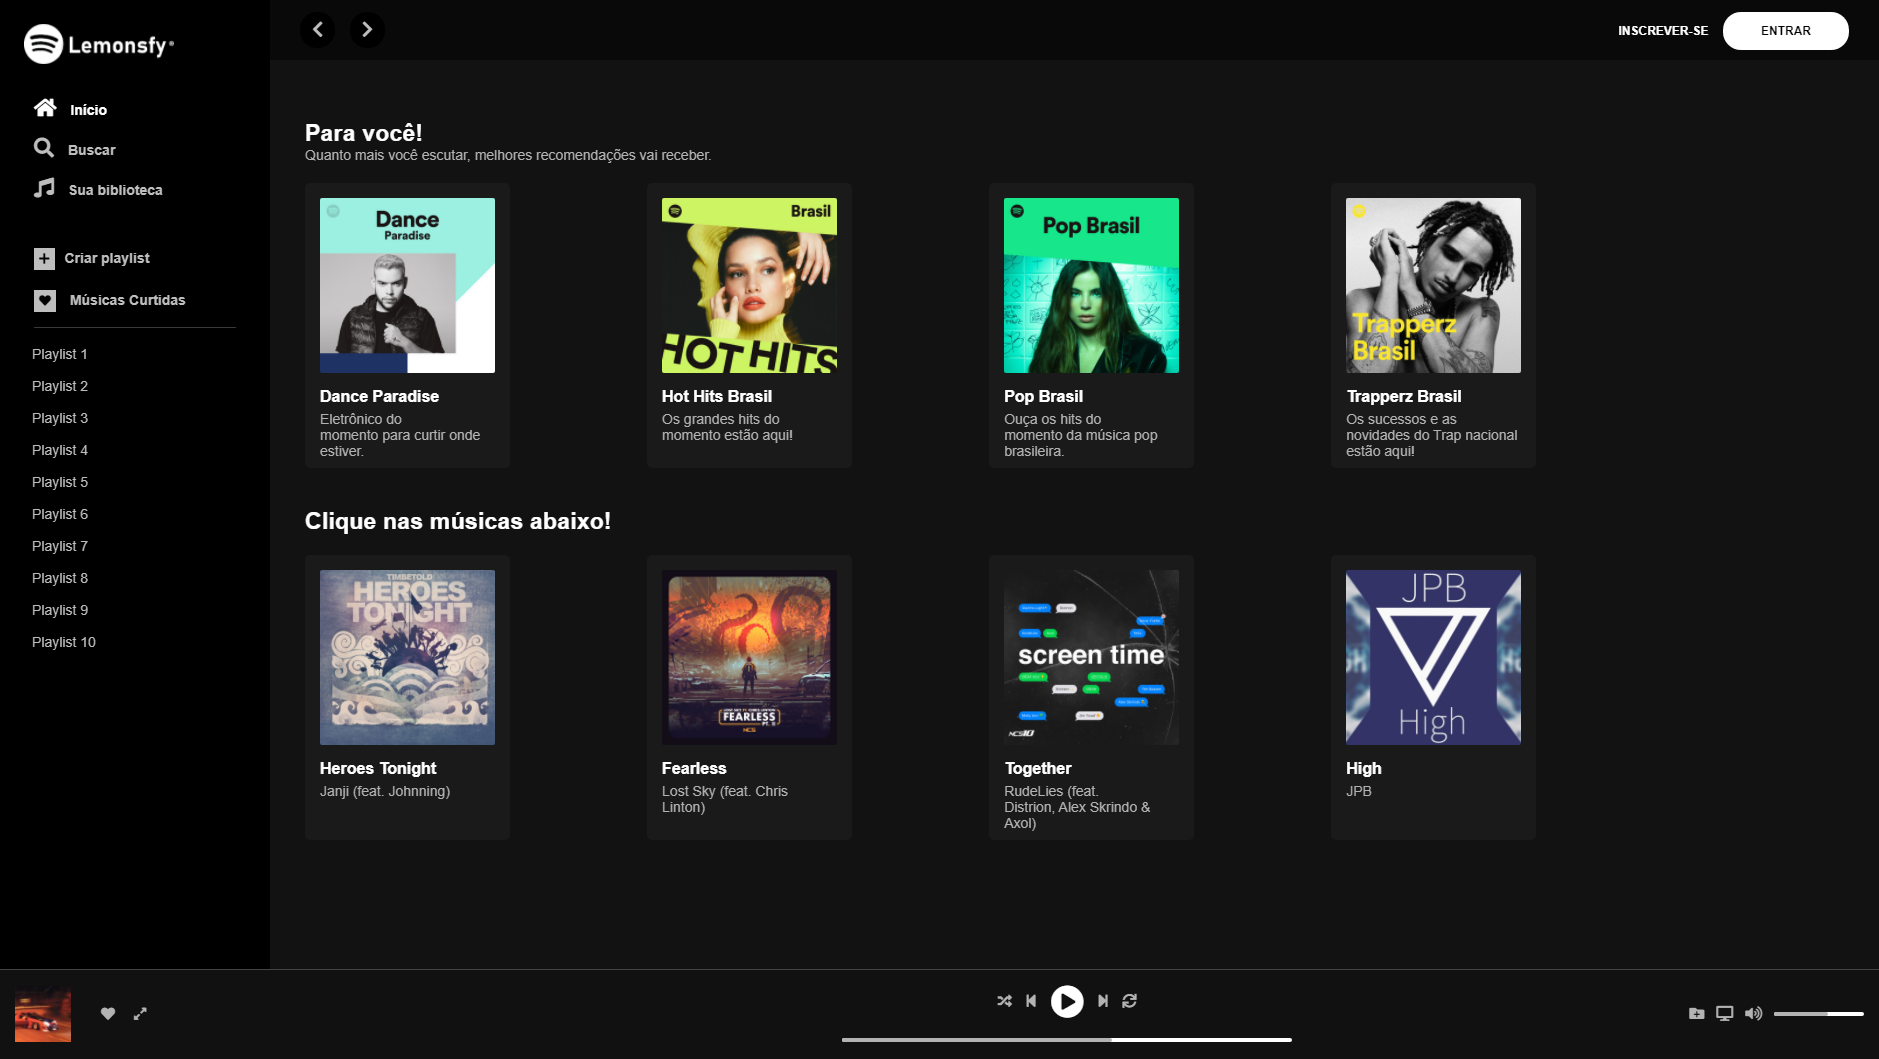 Lemonsfy
INSCREVER-SE
ENTRAR
Início
Buscar
Sua biblioteca
Criar playlist
Músicas Curtidas
Playlist 1
Playlist 2
Playlist 3
Playlist 4
Playlist 5
Playlist 6
Playlist 7
Playlist 8
Playlist 9
Playlist 10
Para você!
Quanto mais você escutar, melhores recomendações vai receber.
Dance
Paradise
Dance Paradise
Eletrônico do
momento para curtir onde
estiver.
Brasil
HOT HITS
Hot Hits Brasil
Os grandes hits do
momento estão aqui!
Pop Brasil
Pop Brasil
Ouça os hits do
momento da música pop
brasileira.
Trapperz
Brasil
Trapperz Brasil
Os sucessos e as
novidades do Trap nacional
estão aqui!
Clique nas músicas abaixo!
TIMBETOLD
HEROES
TONIGHT
Heroes Tonight
Janji (feat. Johnning)
FEARLESS
PT. II
NCS
Fearless
Lost Sky (feat. Chris
Linton)
screen time
NCS10
Together
RudeLies (feat.
Distrion, Alex Skrindo &
Axol)
JPB
High
High
JPB